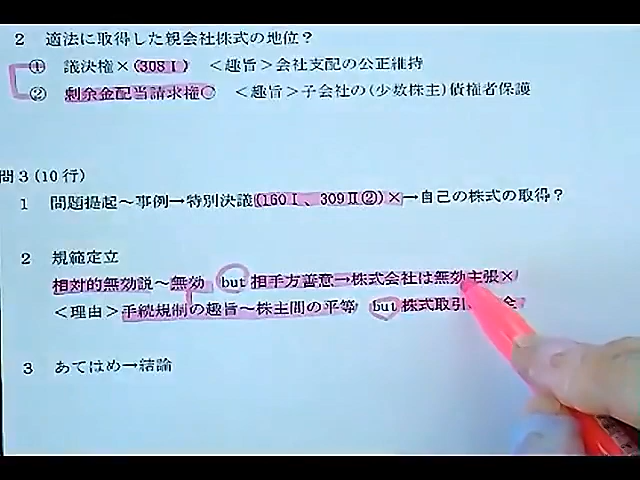 2 適法に取得した親会社株式の地位？
① 議決権×(308Ⅰ) ＜趣旨＞会社支配の公正維持
② 剰余金配当請求権○ ＜趣旨＞子会社の(少数株主)債権者保護
問3(10行)
1 問題提起～事例→特別決議(160Ⅰ、309Ⅱ②)×→自己の株式の取得？
2 規範定立
相対的無効説～無効 but 相手方善意→株式会社は無効主張×
＜理由＞手続規制の趣旨～株主間の平等 but 株式取引 全
3 あてはめ→結論